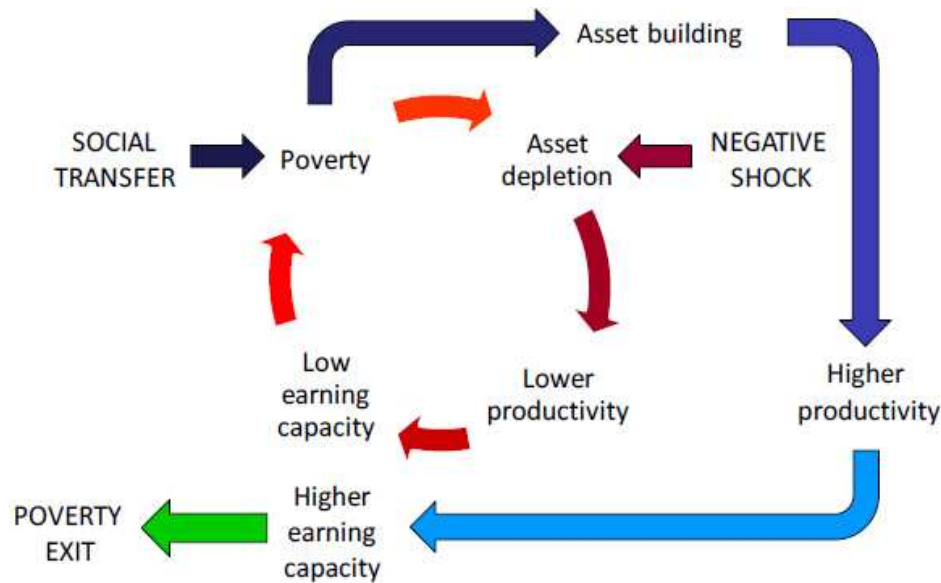 Asset building
SOCIAL
TRANSFER
Poverty
Asset
depletion
NEGATIVE
SHOCK
Low
earning
capacity
Lower
productivity
Higher
productivity
POVERTY
EXIT
Higher
earning
capacity